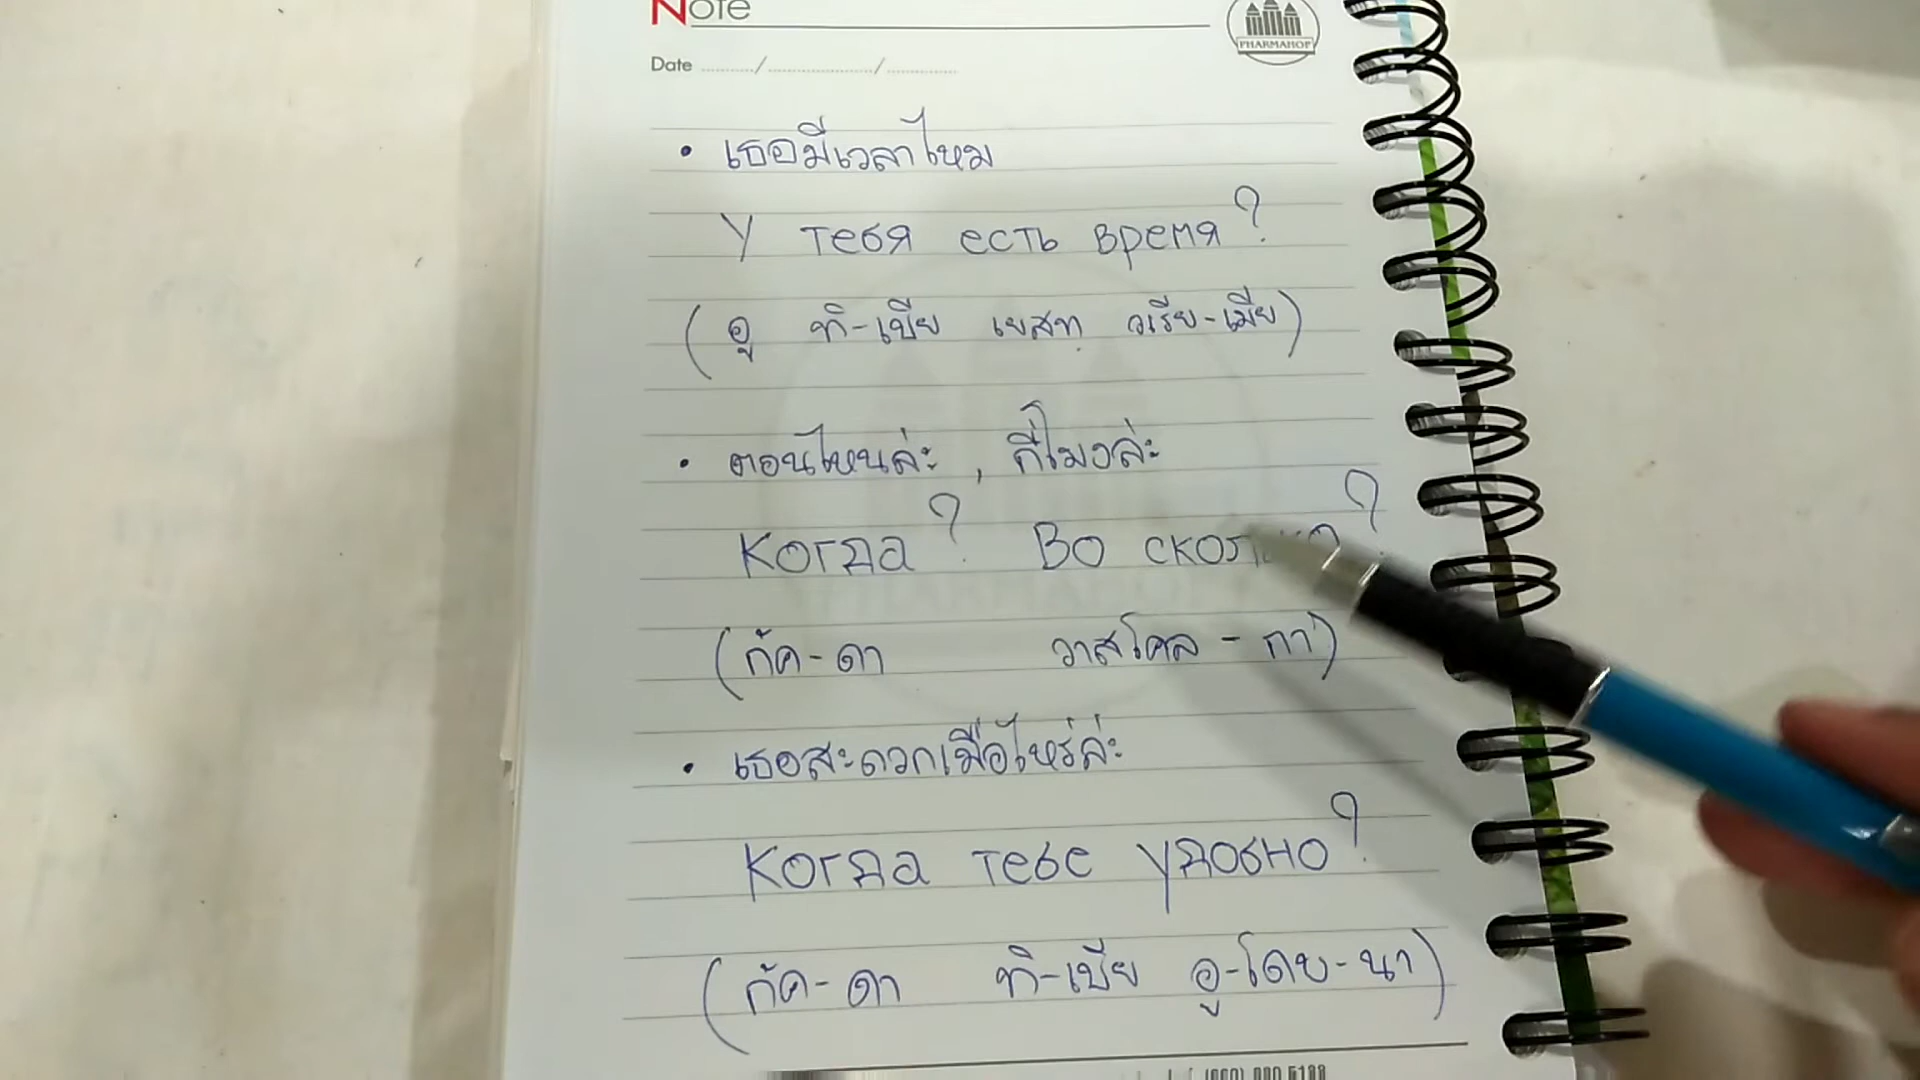 Note
PHARMAHOF
Date ........../..................../..............
• เธอมีเวลาไหม
У тебя есть время?
(อู ทิ-เบีย เยสทฺ วเรีย-เมีย)
• ตอนไหนล่ะ , กี่โมงล่ะ
Когда? Во ?
(กัค-ดา วาสโคล - กา)
• เธอสะดวกเมื่อไหร่ล่ะ
Когда тебе удобно?
(กัค-ดา ทิ-เบีย อู-โดบ-นา)